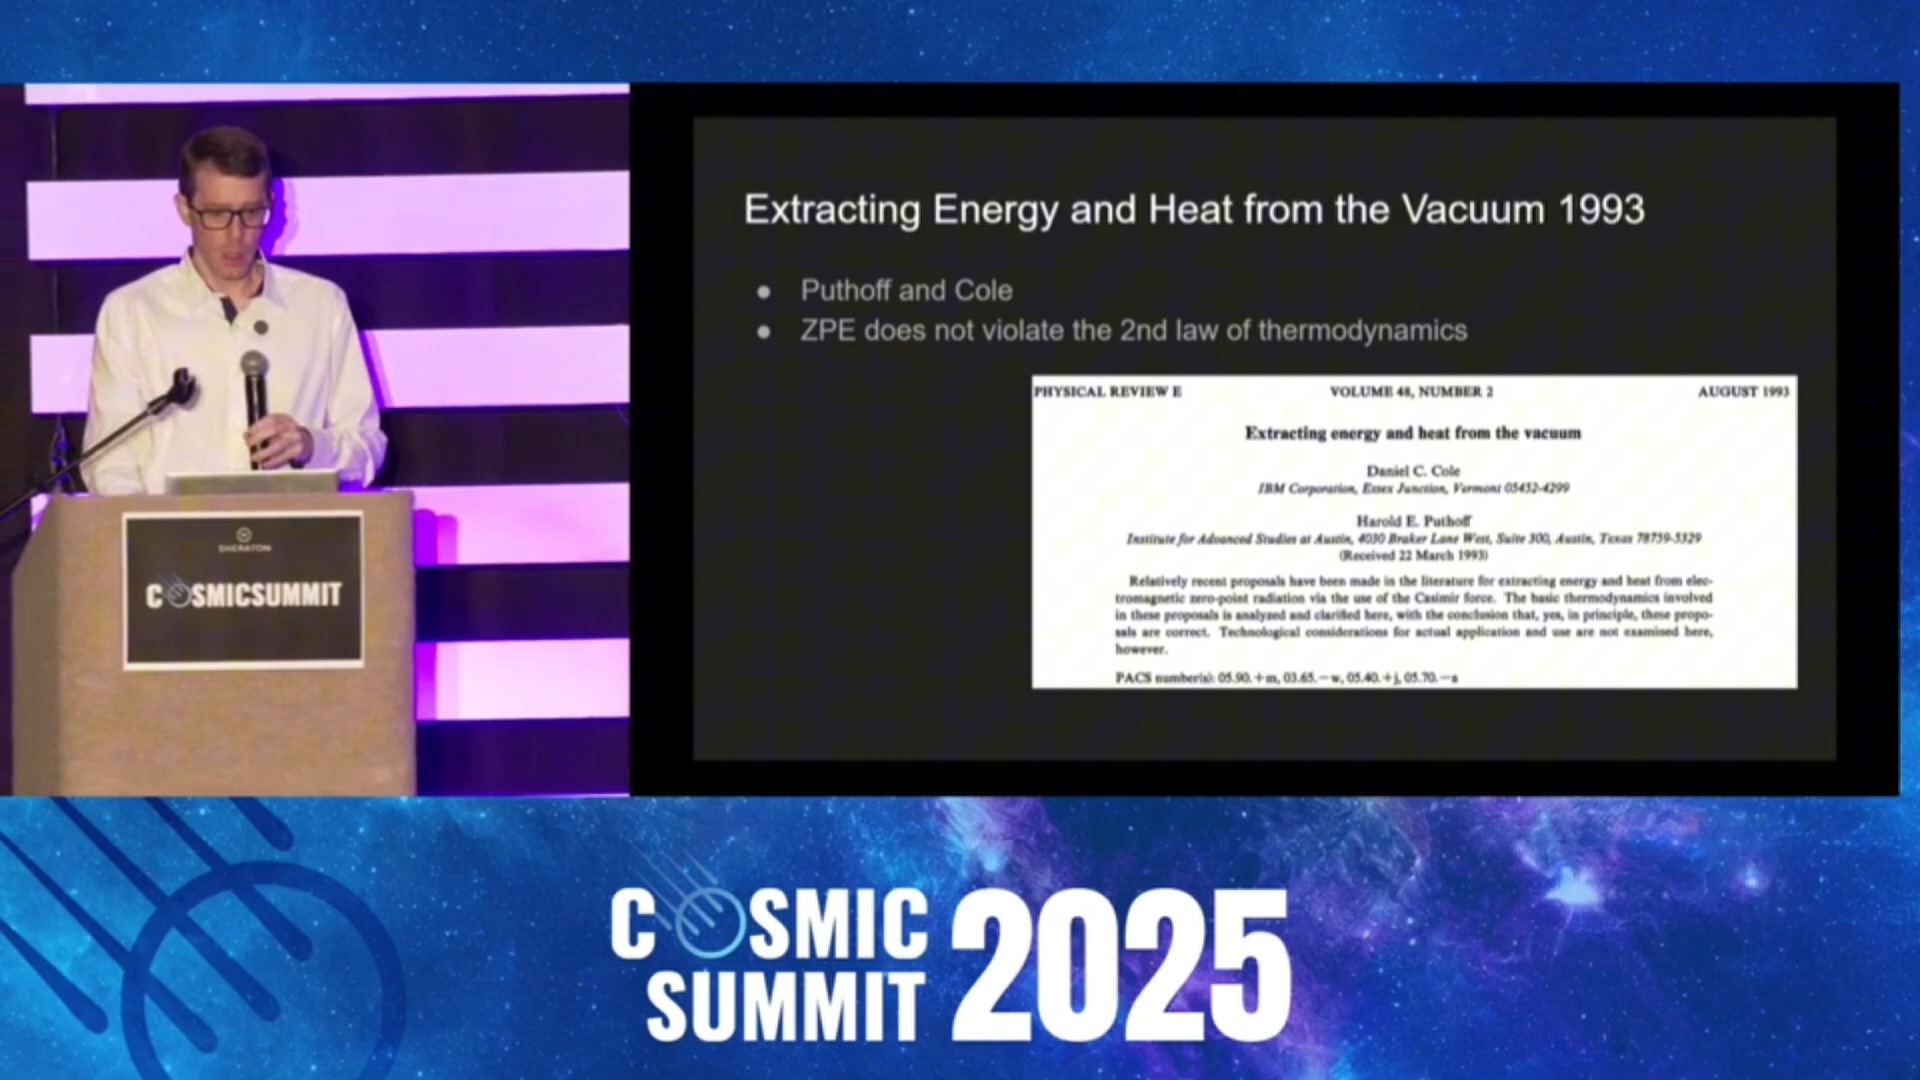 Extracting Energy and Heat from the Vacuum 1993
● Puthoff and Cole
● ZPE does not violate the 2nd law of thermodynamics
PHYSICAL REVIEW E VOLUME 48, NUMBER 2 AUGUST 1993
Extracting energy and heat from the vacuum
Daniel C. Cole
IBM Corporation, Essex Junction, Vermont 05452-4299
Harold E. Puthoff
Institute for Advanced Studies at Austin, 4030 Braker Lane West, Suite 300, Austin, Texas 78759-5329
(Received 22 March 1993)
Relatively recent proposals have been made in the literature for extracting energy and heat from elec-
tromagnetic zero-point radiation via the use of the Casimir force. The basic thermodynamics involved
in these proposals is analyzed and clarified here, with the conclusion that, yes, in principle, these propo-
sals are correct. Technological considerations for actual application and use are not examined here,
however.
PACS number(s): 05.90.+m, 03.65.−w, 05.40.+j, 05.70.−a
SHERATON
COSMICSUMMIT
COSMIC
SUMMIT
2025